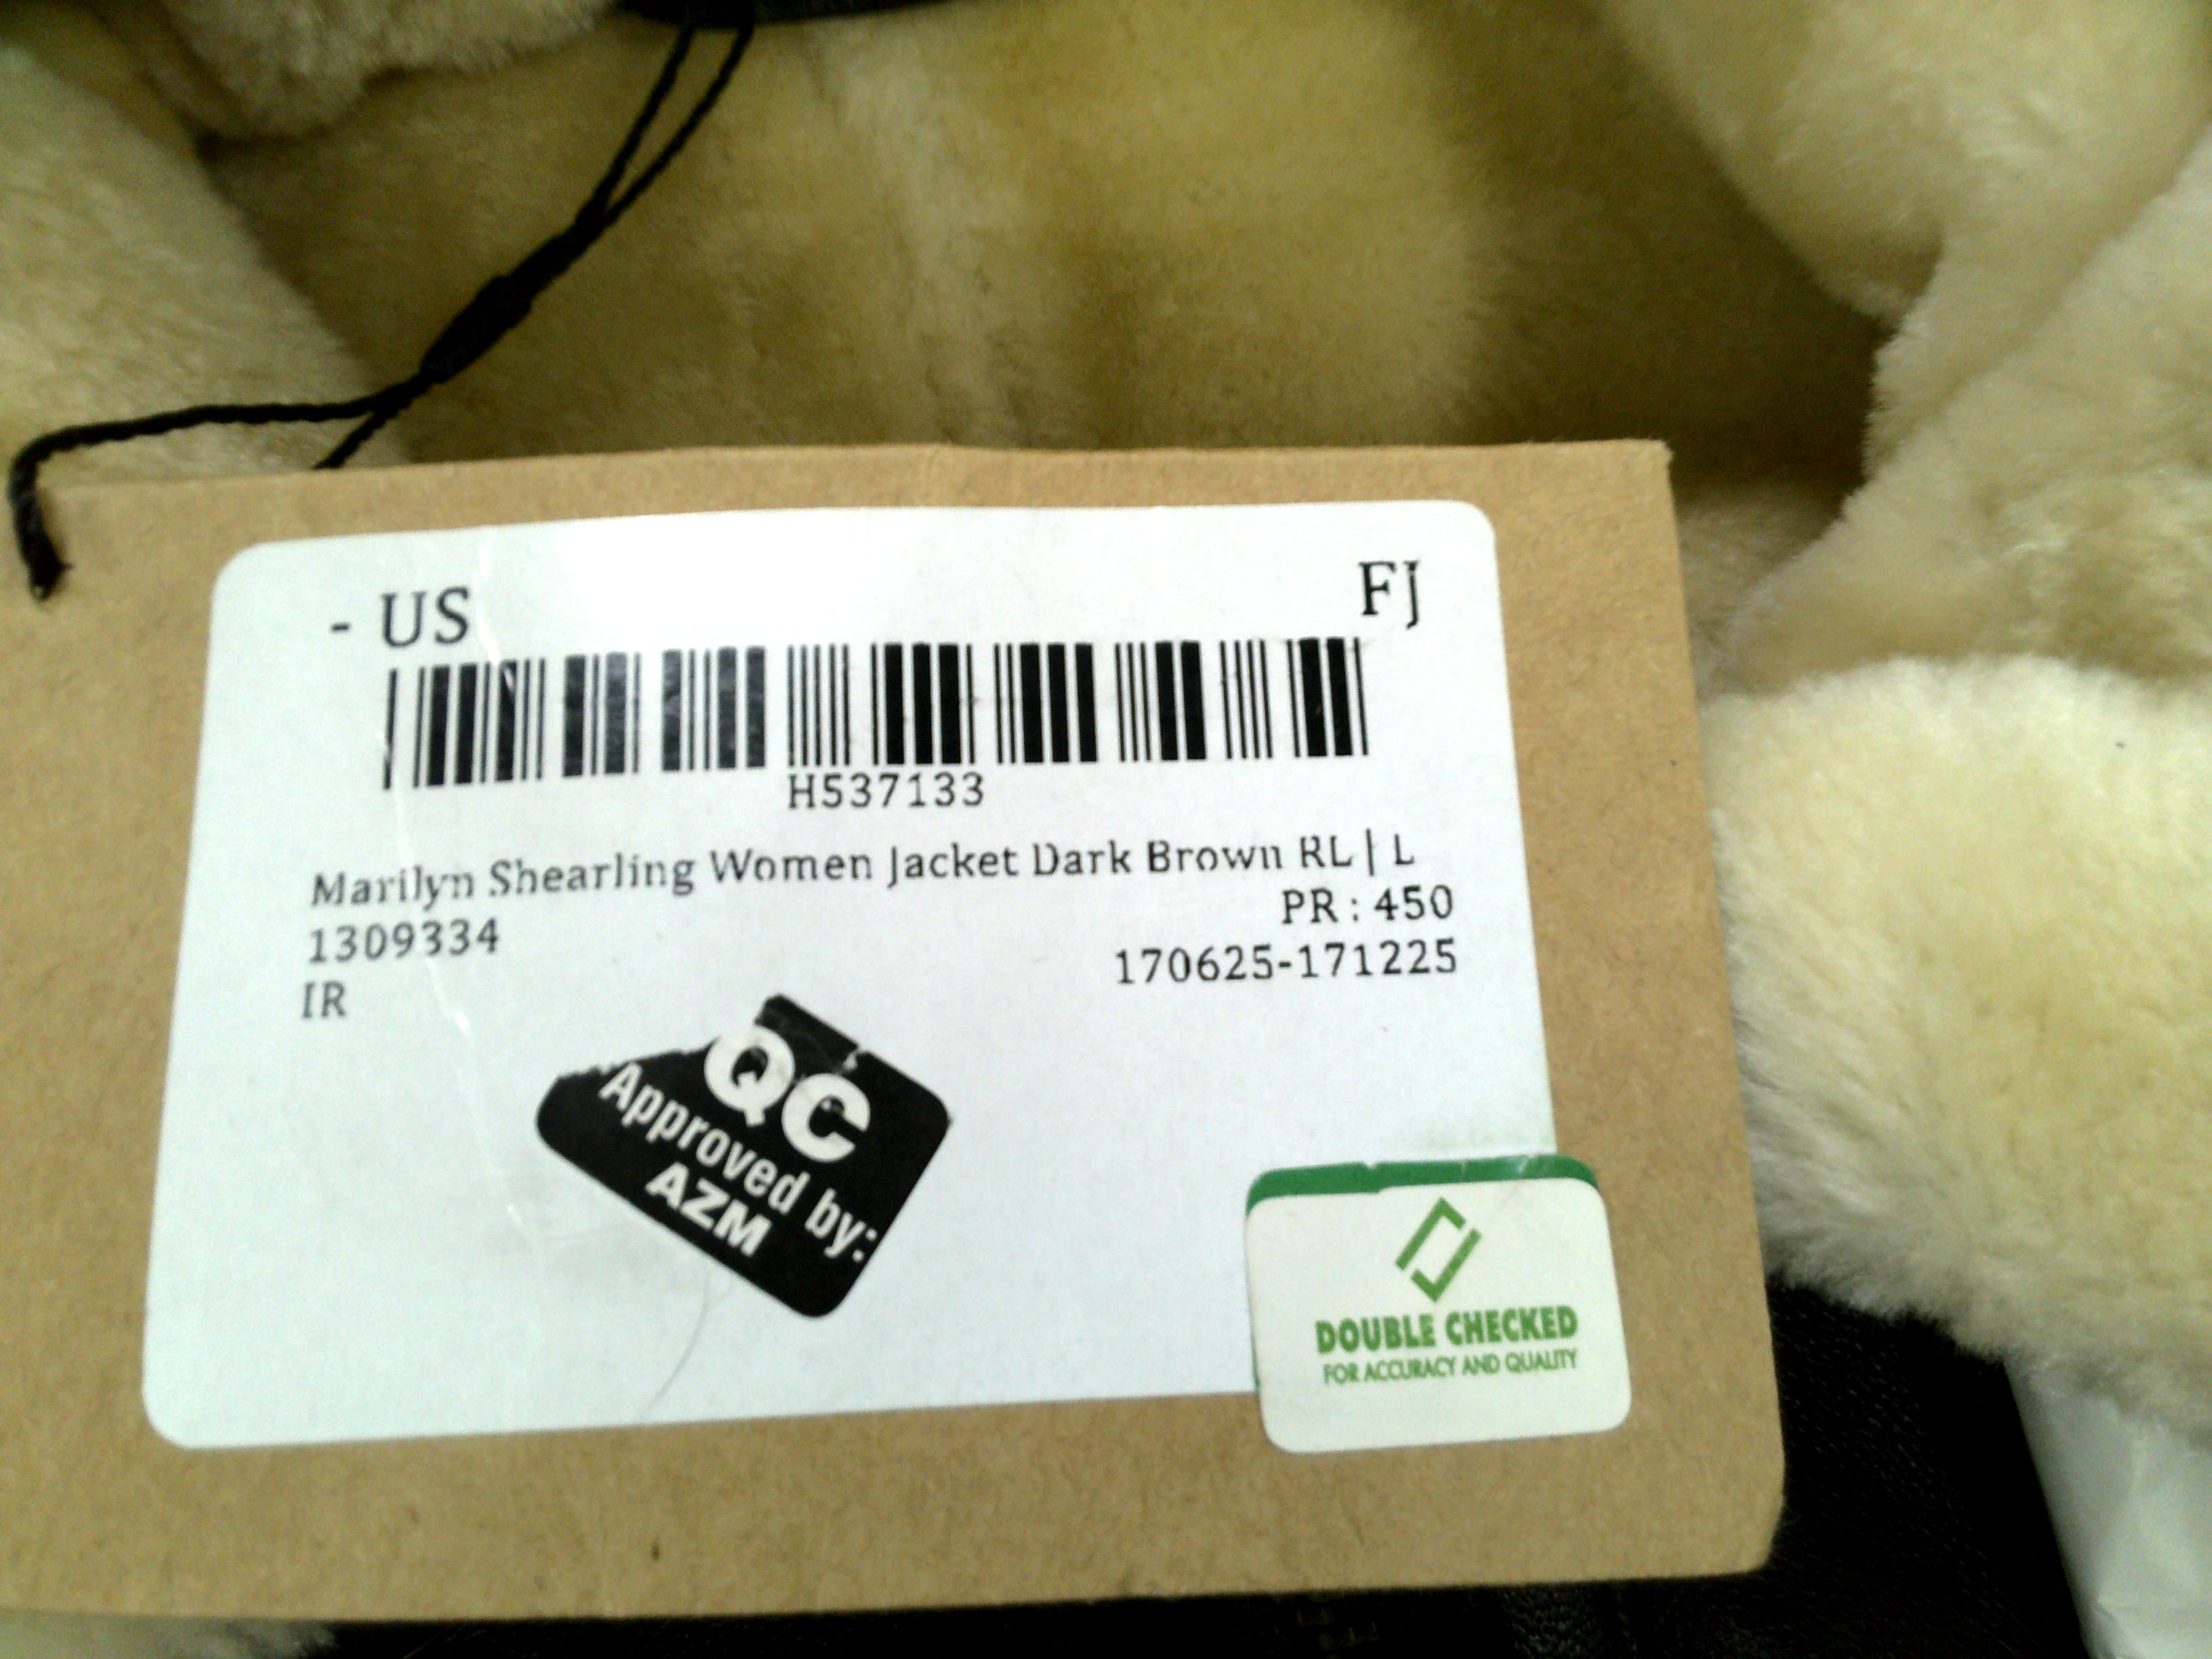 - US FJ
H537133
Marilyn Shearling Women Jacket Dark Brown RL | L
PR : 450
1309334
170625-171225
IR
QC
Approved by:
AZM
DOUBLE CHECKED
FOR ACCURACY AND QUALITY